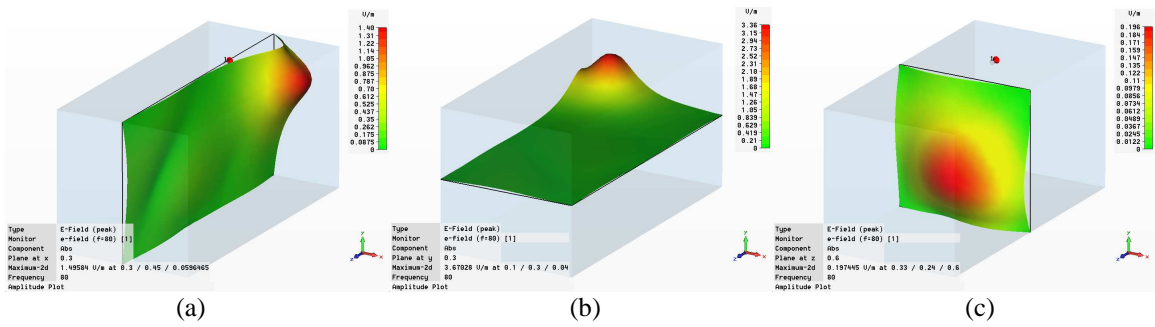 V/m
1.40
1.31
1.22
1.14
1.05
0.962
0.875
0.787
0.70
0.612
0.525
0.437
0.35
0.262
0.175
0.0875
0
Type E-Field (peak)
Monitor e-field (f=80) [1]
Component Abs
Plane at x 0.3
Maximum-2d 1.49584 V/m at 0.3 / 0.45 / 0.0596465
Frequency 80
Amplitude Plot
y
x
z
(a)
V/m
3.36
3.15
2.94
2.73
2.52
2.31
2.1
1.89
1.68
1.47
1.26
1.05
0.839
0.629
0.419
0.21
0
Type E-Field (peak)
Monitor e-field (f=80) [1]
Component Abs
Plane at y 0.3
Maximum-2d 3.67028 V/m at 0.1 / 0.3 / 0.04
Frequency 80
Amplitude Plot
y
x
z
(b)
V/m
0.196
0.184
0.171
0.159
0.147
0.135
0.122
0.11
0.0979
0.0856
0.0734
0.0612
0.0489
0.0367
0.0245
0.0122
0
Type E-Field (peak)
Monitor e-field (f=80) [1]
Component Abs
Plane at z 0.6
Maximum-2d 0.197445 V/m at 0.33 / 0.24 / 0.6
Frequency 80
Amplitude Plot
y
x
z
(c)